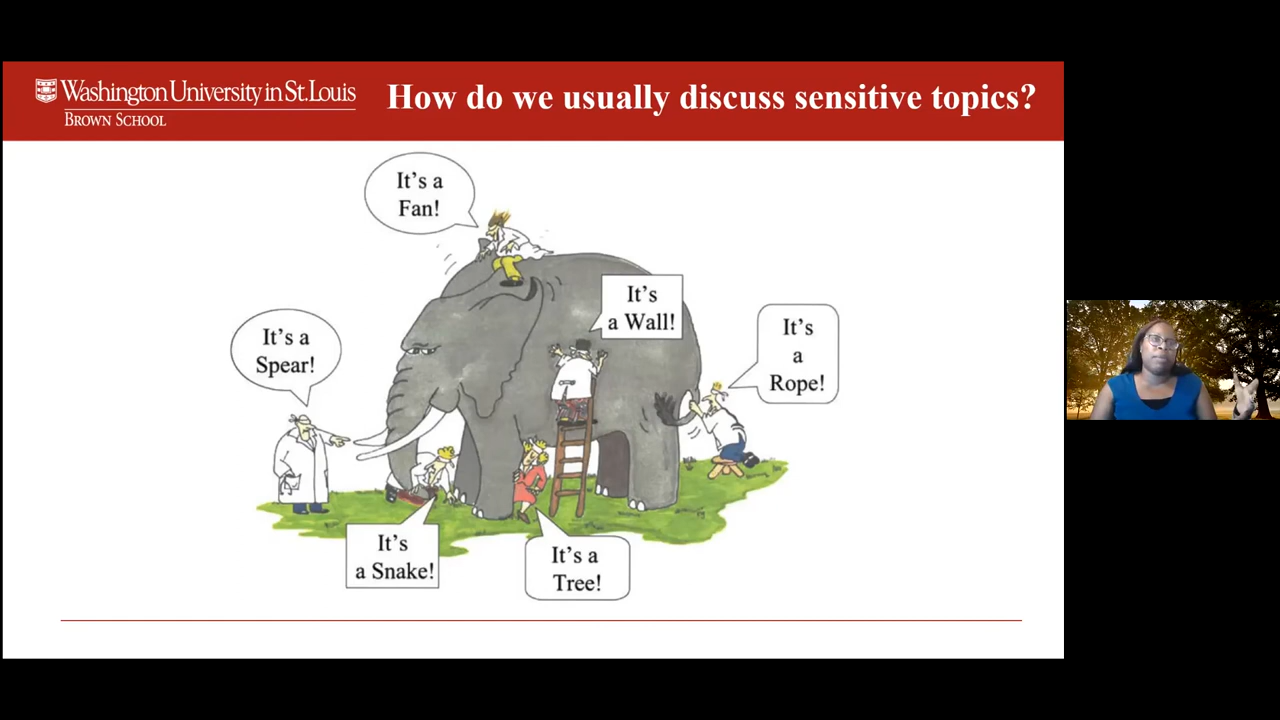 Washington University in St. Louis
BROWN SCHOOL
How do we usually discuss sensitive topics?
It's a
Fan!
It's
a Wall!
It's a
Spear!
It's
a
Rope!
It's
a Snake!
It's a
Tree!